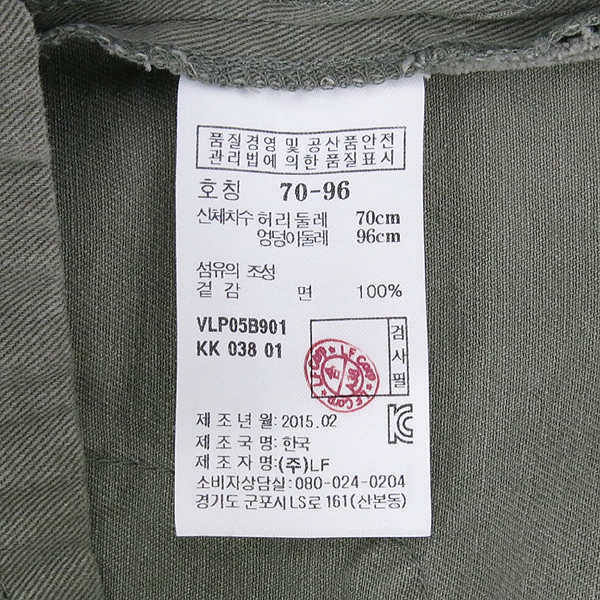 품질경영 및 공산품안전
관리법에 의한 품질표시
호칭 70-96
신체치수 허리둘레 70cm
엉덩이둘레 96cm
섬유의 조성
겉감 면 100%
VLP05B901
KK 038 01
검사필
LF Corp ★ LF Corp ★
제조년월: 2015.02
제조국명: 한국
제조자명: (주)LF
소비자상담실: 080-024-0204
경기도 군포시 LS로 161(산본동)